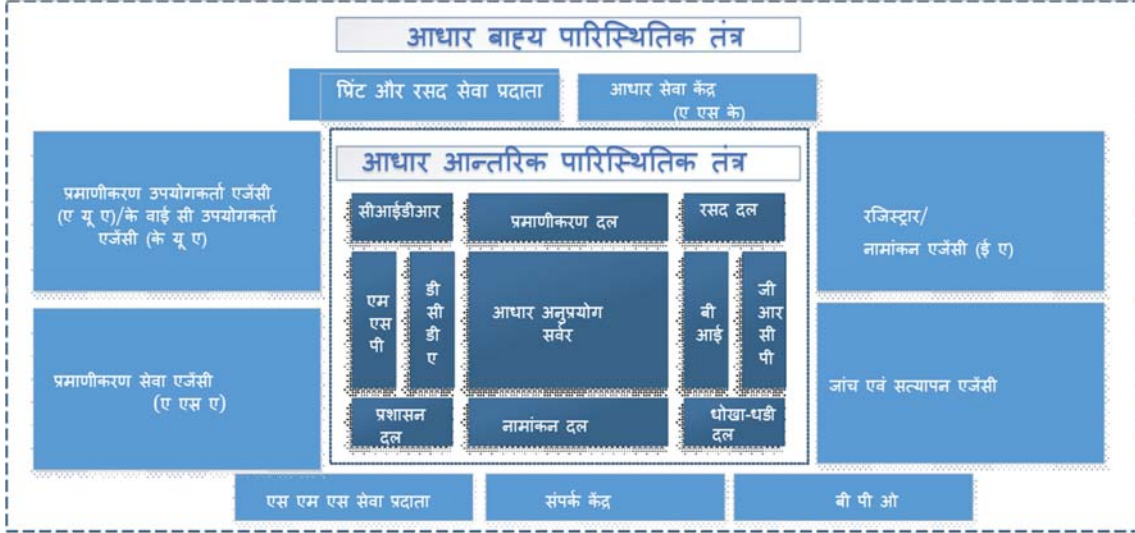 आधार बाह्य पारिस्थितिक तंत्र
प्रिंट और रसद सेवा प्रदाता
आधार सेवा केंद्र
(ए एस के)
आधार आन्तरिक पारिस्थितिक तंत्र
प्रमाणीकरण उपयोगकर्ता एजेंसी
(ए यू ए)/के वाई सी उपयोगकर्ता
एजेंसी (के यू ए)
सीआईडीआर
प्रमाणीकरण दल
रसद दल
रजिस्ट्रार/
नामांकन एजेंसी (ई ए)
एम
एस
पी
डी
सी
डी
ए
आधार अनुप्रयोग
सर्वर
बी
आई
जी
आर
सी
पी
प्रमाणीकरण सेवा एजेंसी
(ए एस ए)
जांच एवं सत्यापन एजेंसी
प्रशासन
दल
नामांकन दल
धोखा-धडी
दल
एस एम एस सेवा प्रदाता
संपर्क केंद्र
बी पी ओ